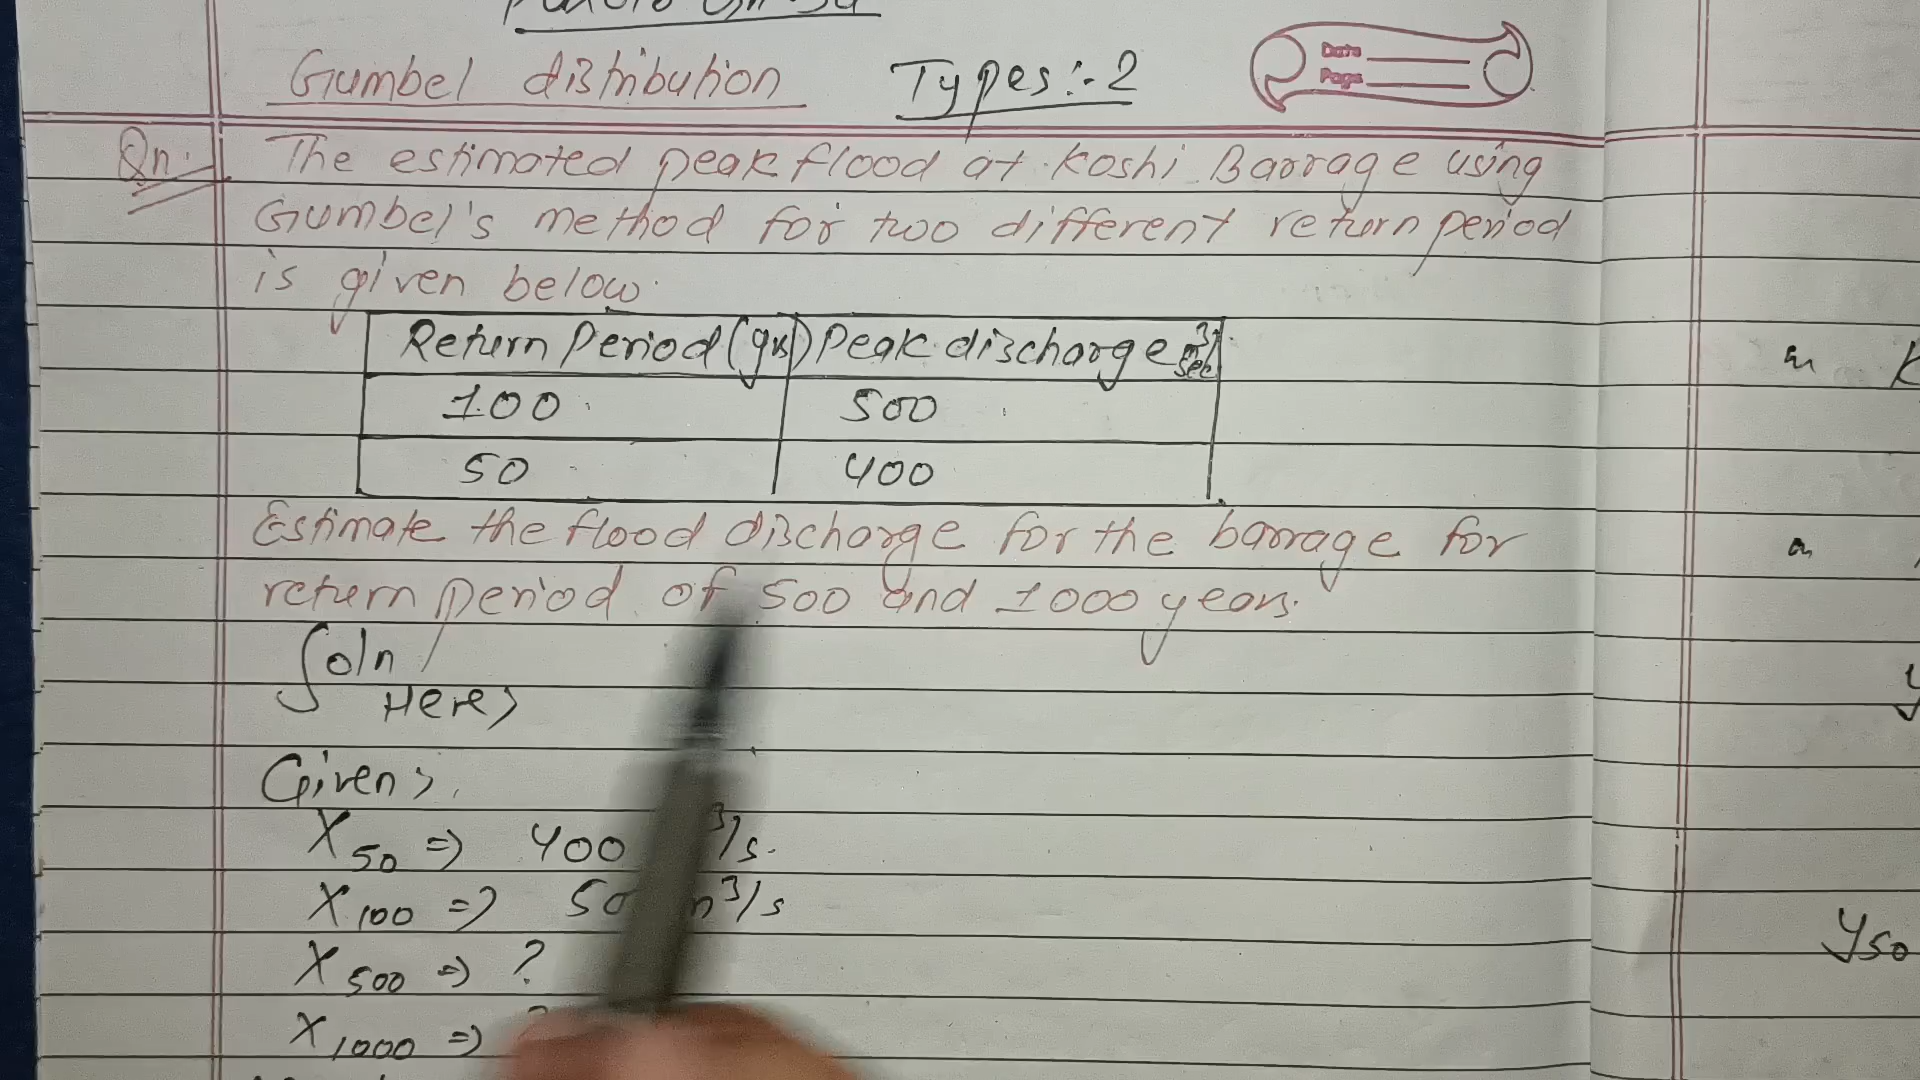 Gumbel distribution Types:-2
Date
Page
Qn. The estimated peak flood at Koshi Barrage using
Gumbel's method for two different return period
is given below.
Return Period (yrs) Peak discharge m³/sec
100 500
50 400
Estimate the flood discharge for the barrage for
return period of 500 and 1000 years.
Soln
Here,
Given,
X50 => 400 m³/s.
X100 => 500 m³/s
X500 => ?
X1000 =>
Y50